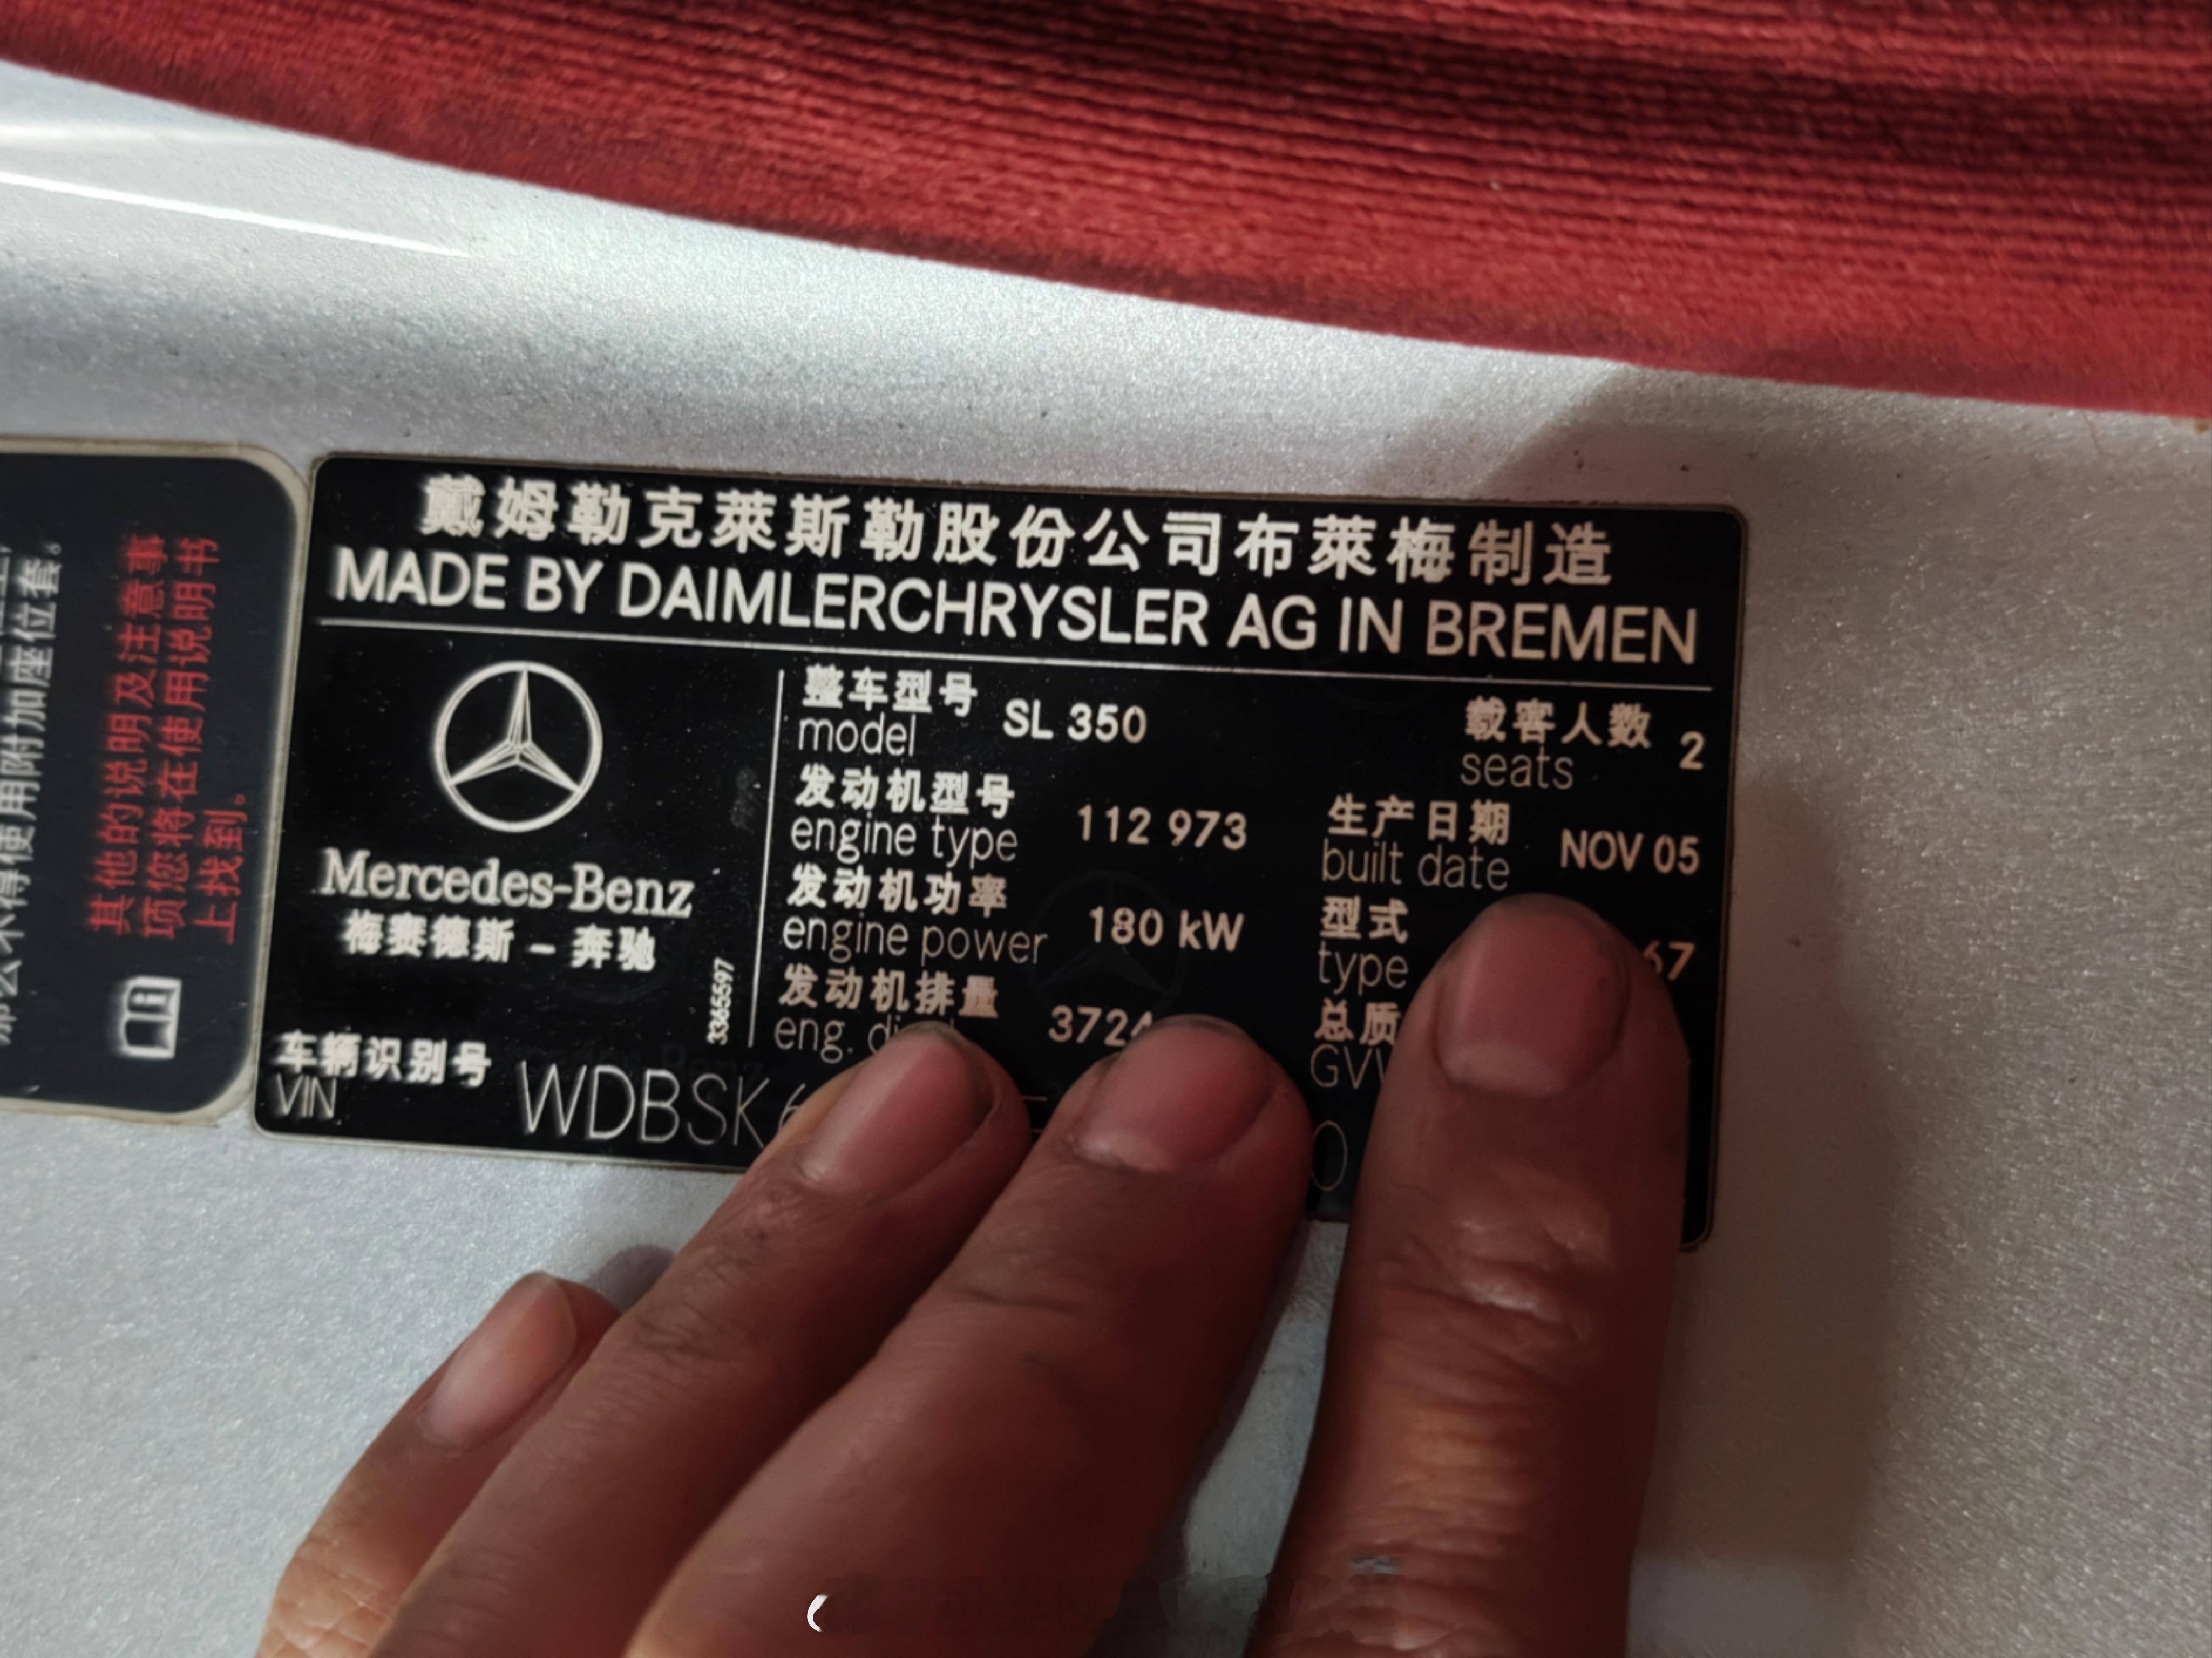 其他的说明及注意事
项您将在使用说明书
上找到。
戴姆勒克萊斯勒股份公司布萊梅制造
MADE BY DAIMLERCHRYSLER AG IN BREMEN
Mercedes-Benz
梅赛德斯 - 奔驰
3365597
整车型号
model SL 350
载客人数
seats 2
发动机型号
engine type 112 973
生产日期
built date NOV 05
发动机功率
engine power 180 kW
型式
type 67
发动机排量
eng. 3724
总质
车辆识别号
VIN WDBSK